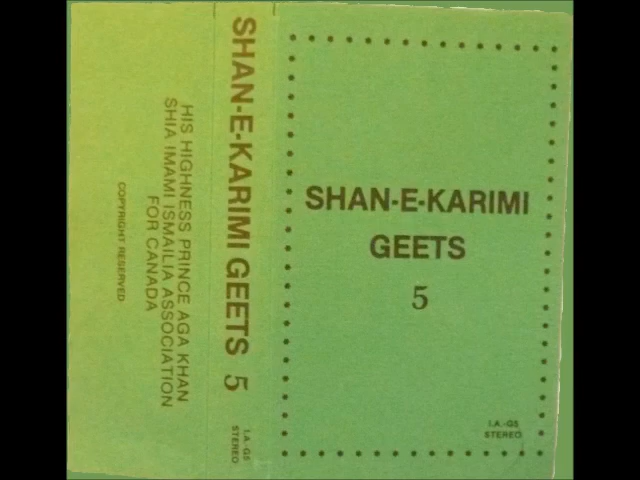 HIS HIGHNESS PRINCE AGA KHAN
SHIA IMAMI ISMAILIA ASSOCIATION
FOR CANADA
COPYRIGHT RESERVED
SHAN-E-KARIMI GEETS 5
I.A.-G5
STEREO
SHAN-E-KARIMI
GEETS
5
I.A.-G5
STEREO